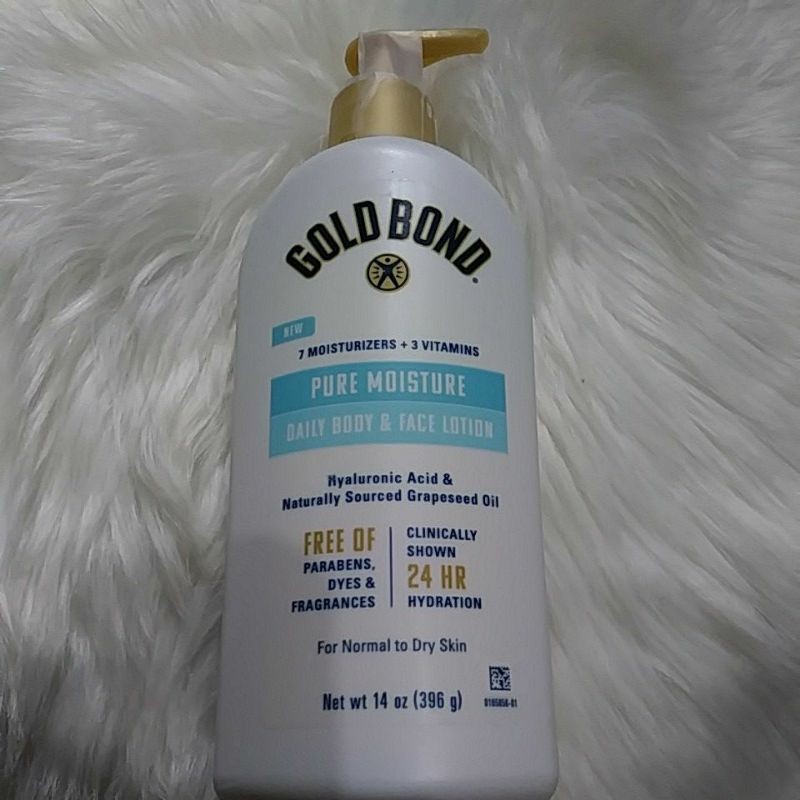 GOLD BOND
NEW
7 MOISTURIZERS + 3 VITAMINS
PURE MOISTURE
DAILY BODY & FACE LOTION
Hyaluronic Acid &
Naturally Sourced Grapeseed Oil
FREE OF
PARABENS,
DYES &
FRAGRANCES
CLINICALLY
SHOWN
24 HR
HYDRATION
For Normal to Dry Skin
Net wt 14 oz (396 g)